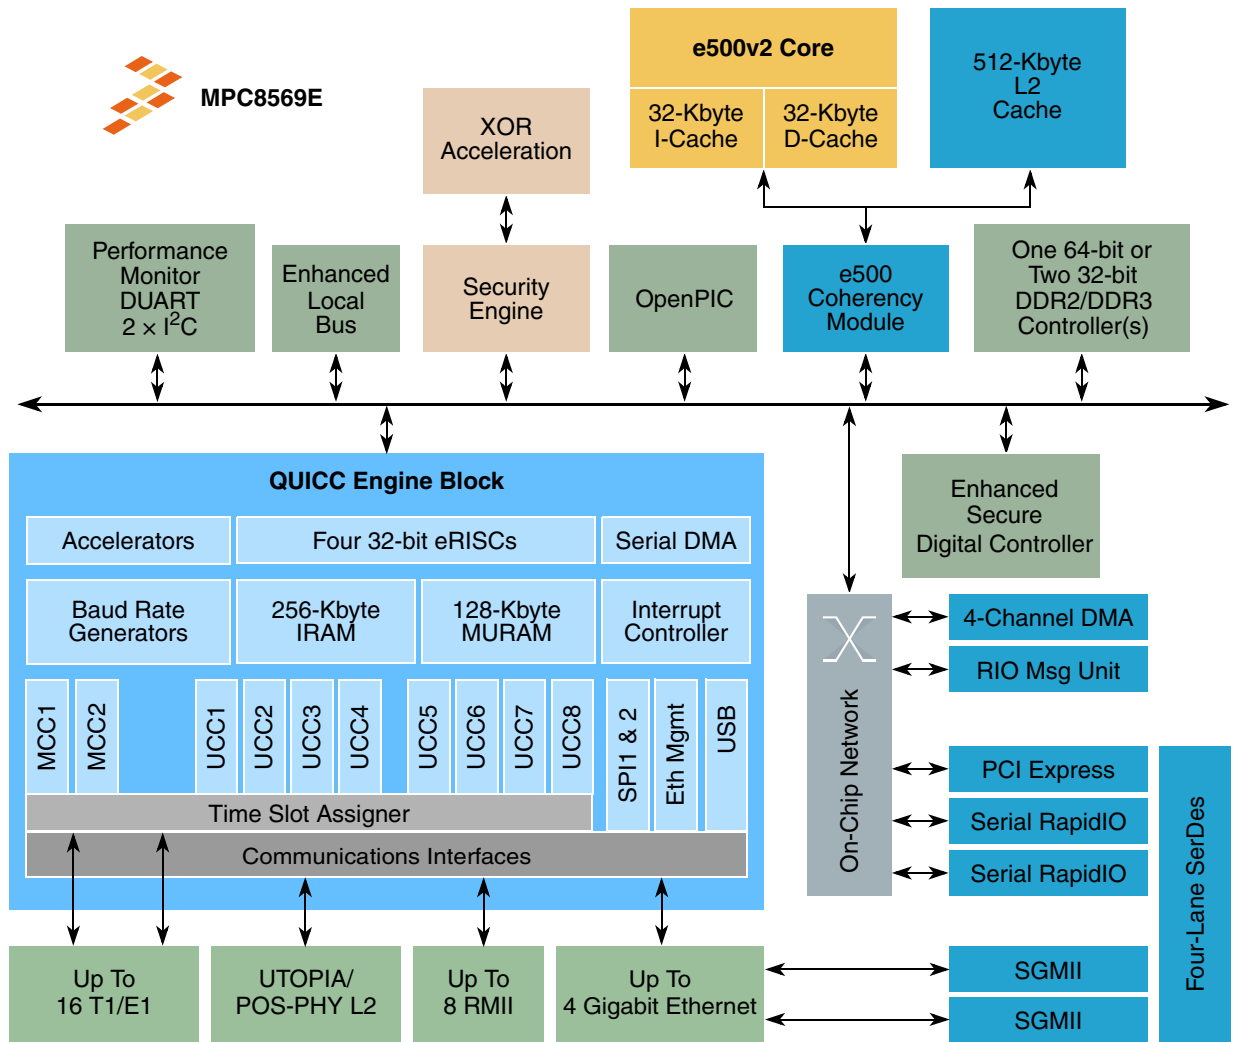 MPC8569E
XOR
Acceleration
e500v2 Core
32-Kbyte
I-Cache
32-Kbyte
D-Cache
512-Kbyte
L2
Cache
Performance
Monitor
DUART
2 × I²C
Enhanced
Local
Bus
Security
Engine
OpenPIC
e500
Coherency
Module
One 64-bit or
Two 32-bit
DDR2/DDR3
Controller(s)
QUICC Engine Block
Accelerators
Four 32-bit eRISCs
Serial DMA
Baud Rate
Generators
256-Kbyte
IRAM
128-Kbyte
MURAM
Interrupt
Controller
MCC1
MCC2
UCC1
UCC2
UCC3
UCC4
UCC5
UCC6
UCC7
UCC8
SPI1 & 2
Eth Mgmt
USB
Time Slot Assigner
Communications Interfaces
Enhanced
Secure
Digital Controller
On-Chip Network
4-Channel DMA
RIO Msg Unit
PCI Express
Serial RapidIO
Serial RapidIO
Four-Lane SerDes
Up To
16 T1/E1
UTOPIA/
POS-PHY L2
Up To
8 RMII
Up To
4 Gigabit Ethernet
SGMII
SGMII